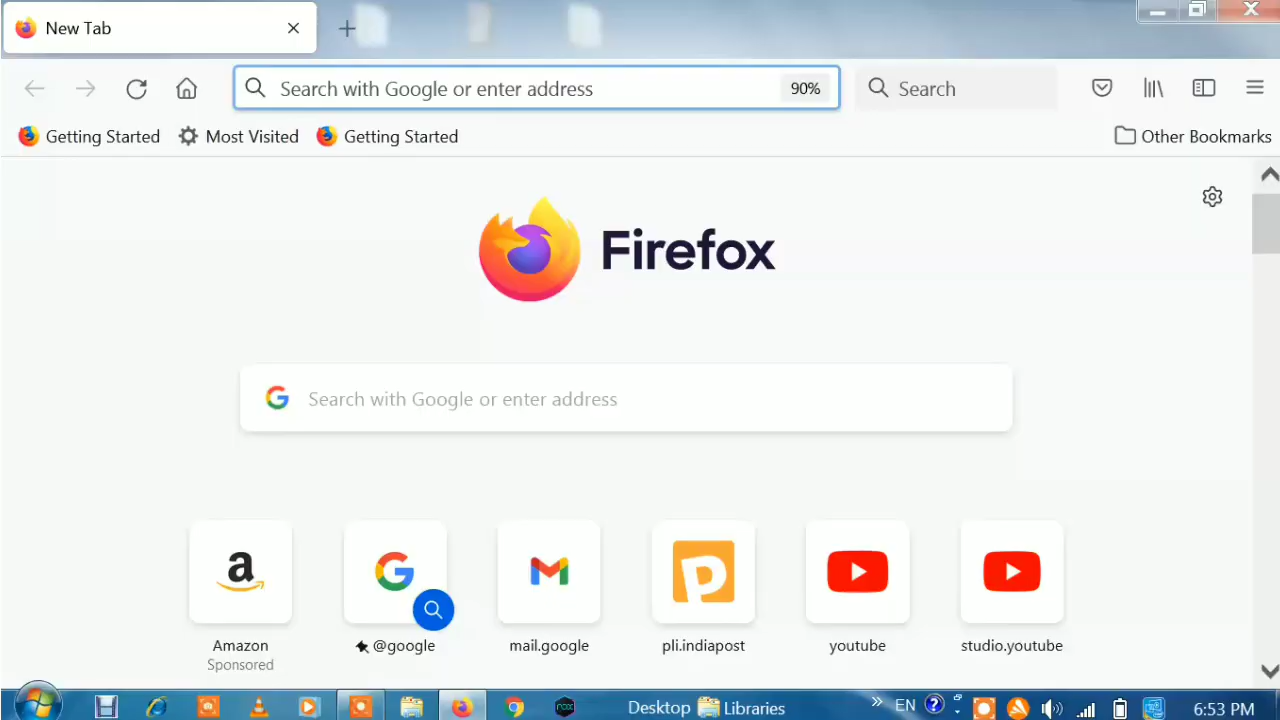 New Tab
Search with Google or enter address 90% Search
Getting Started Most Visited Getting Started Other Bookmarks
Firefox
Search with Google or enter address
Amazon @google mail.google pli.indiapost youtube studio.youtube
Sponsored
nox Desktop Libraries EN 6:53 PM